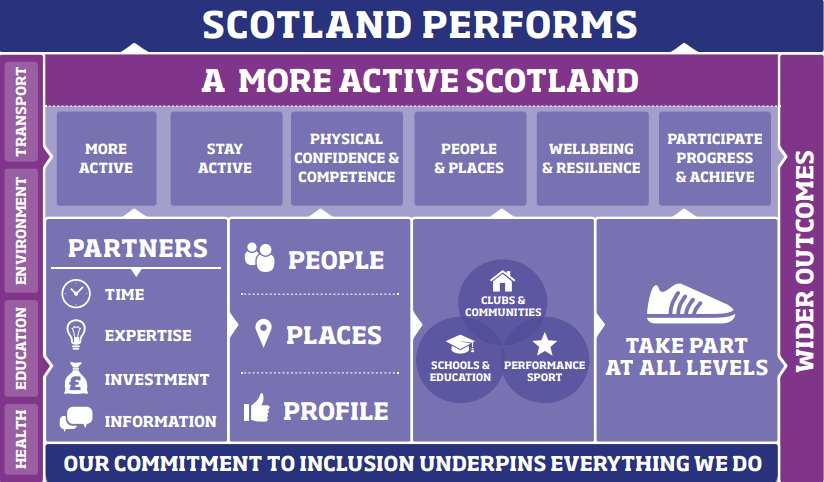 SCOTLAND PERFORMS
A MORE ACTIVE SCOTLAND
TRANSPORT
ENVIRONMENT
EDUCATION
HEALTH
MORE
ACTIVE
STAY
ACTIVE
PHYSICAL
CONFIDENCE &
COMPETENCE
PEOPLE
& PLACES
WELLBEING
& RESILIENCE
PARTICIPATE
PROGRESS
& ACHIEVE
PARTNERS
TIME
EXPERTISE
£
INVESTMENT
INFORMATION
PEOPLE
PLACES
PROFILE
CLUBS &
COMMUNITIES
SCHOOLS &
EDUCATION
PERFORMANCE
SPORT
TAKE PART
AT ALL LEVELS
WIDER OUTCOMES
OUR COMMITMENT TO INCLUSION UNDERPINS EVERYTHING WE DO